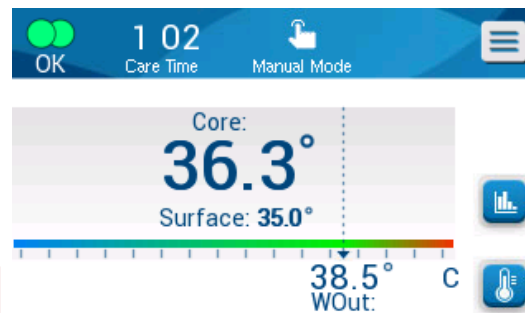 1 02
OK
Care Time
Manual Mode
Core:
36.3°
Surface: 35.0°
38.5° C
WOut: